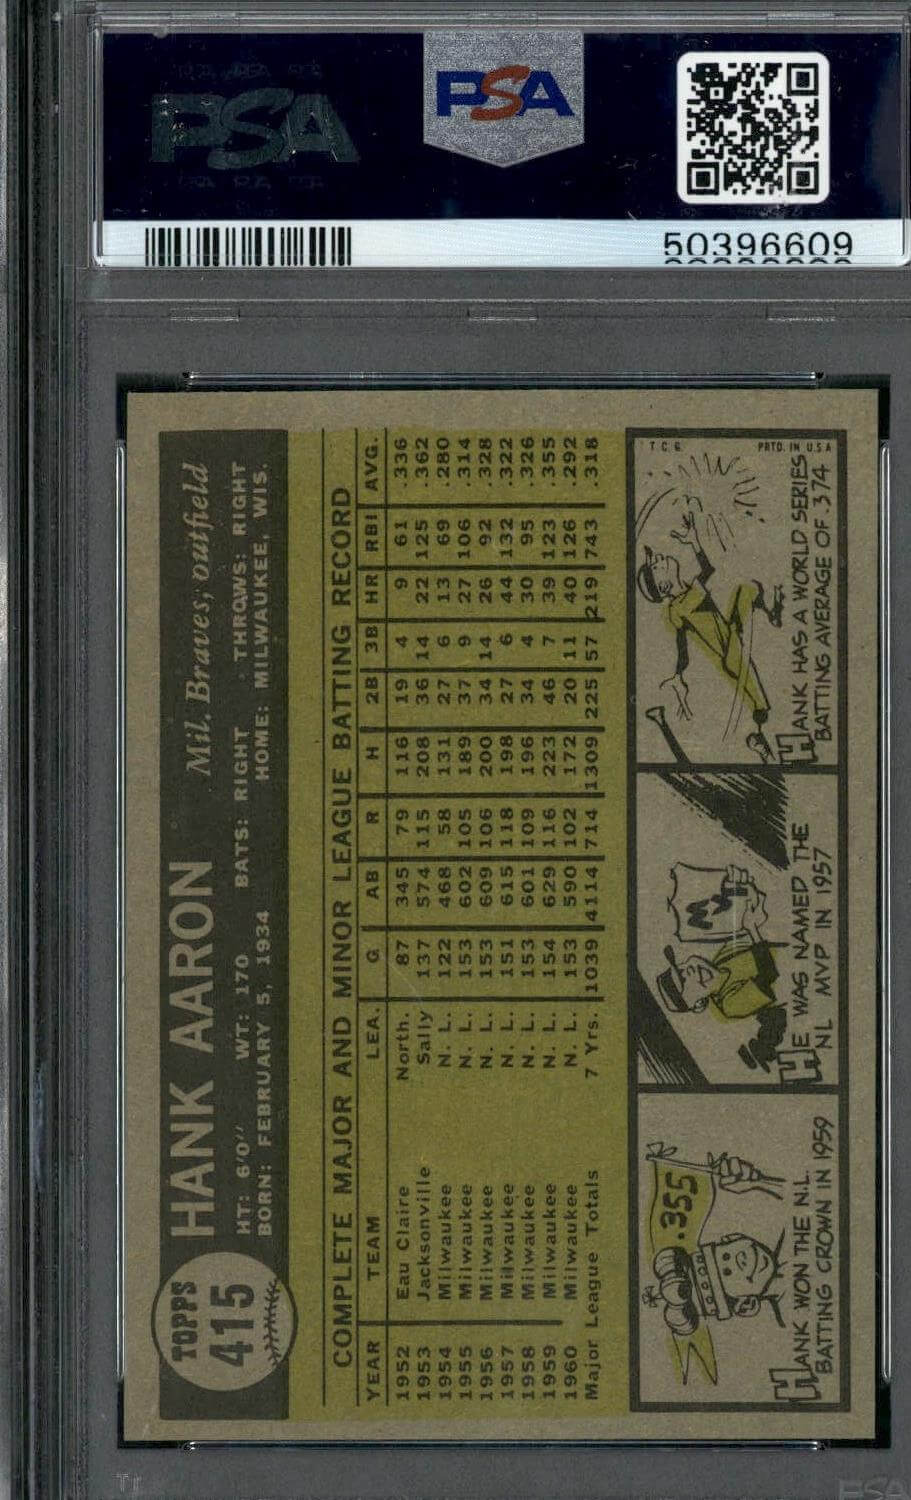 PSA
PSA
50396609
TOPPS
415
HANK AARON Mil. Braves, outfield
HT: 6'0" WT: 170 BATS: RIGHT THROWS: RIGHT
BORN: FEBRUARY 5, 1934 HOME: MILWAUKEE, WIS.
COMPLETE MAJOR AND MINOR LEAGUE BATTING RECORD
YEAR TEAM LEA. G AB R H 2B 3B HR RBI AVG.
1952 Eau Claire North. 87 345 79 116 19 4 9 61 .336
1953 Jacksonville Sally 137 574 115 208 36 14 22 125 .362
1954 Milwaukee N. L. 122 468 58 131 27 6 13 69 .280
1955 Milwaukee N. L. 153 602 105 189 37 9 27 106 .314
1956 Milwaukee N. L. 153 609 106 200 34 14 26 92 .328
1957 Milwaukee N. L. 151 615 118 198 27 6 44 132 .322
1958 Milwaukee N. L. 153 601 109 196 34 4 30 95 .326
1959 Milwaukee N. L. 154 629 116 223 46 7 39 123 .355
1960 Milwaukee N. L. 153 590 102 172 20 11 40 126 .292
Major League Totals 7 Yrs. 1039 4114 714 1309 225 57 219 743 .318
.355
HANK WON THE N.L.
BATTING CROWN IN 1959
MVP
HE WAS NAMED THE
NL MVP IN 1957
T.C.G. PRTD. IN U.S.A
HANK HAS A WORLD SERIES
BATTING AVERAGE OF .374
PSA